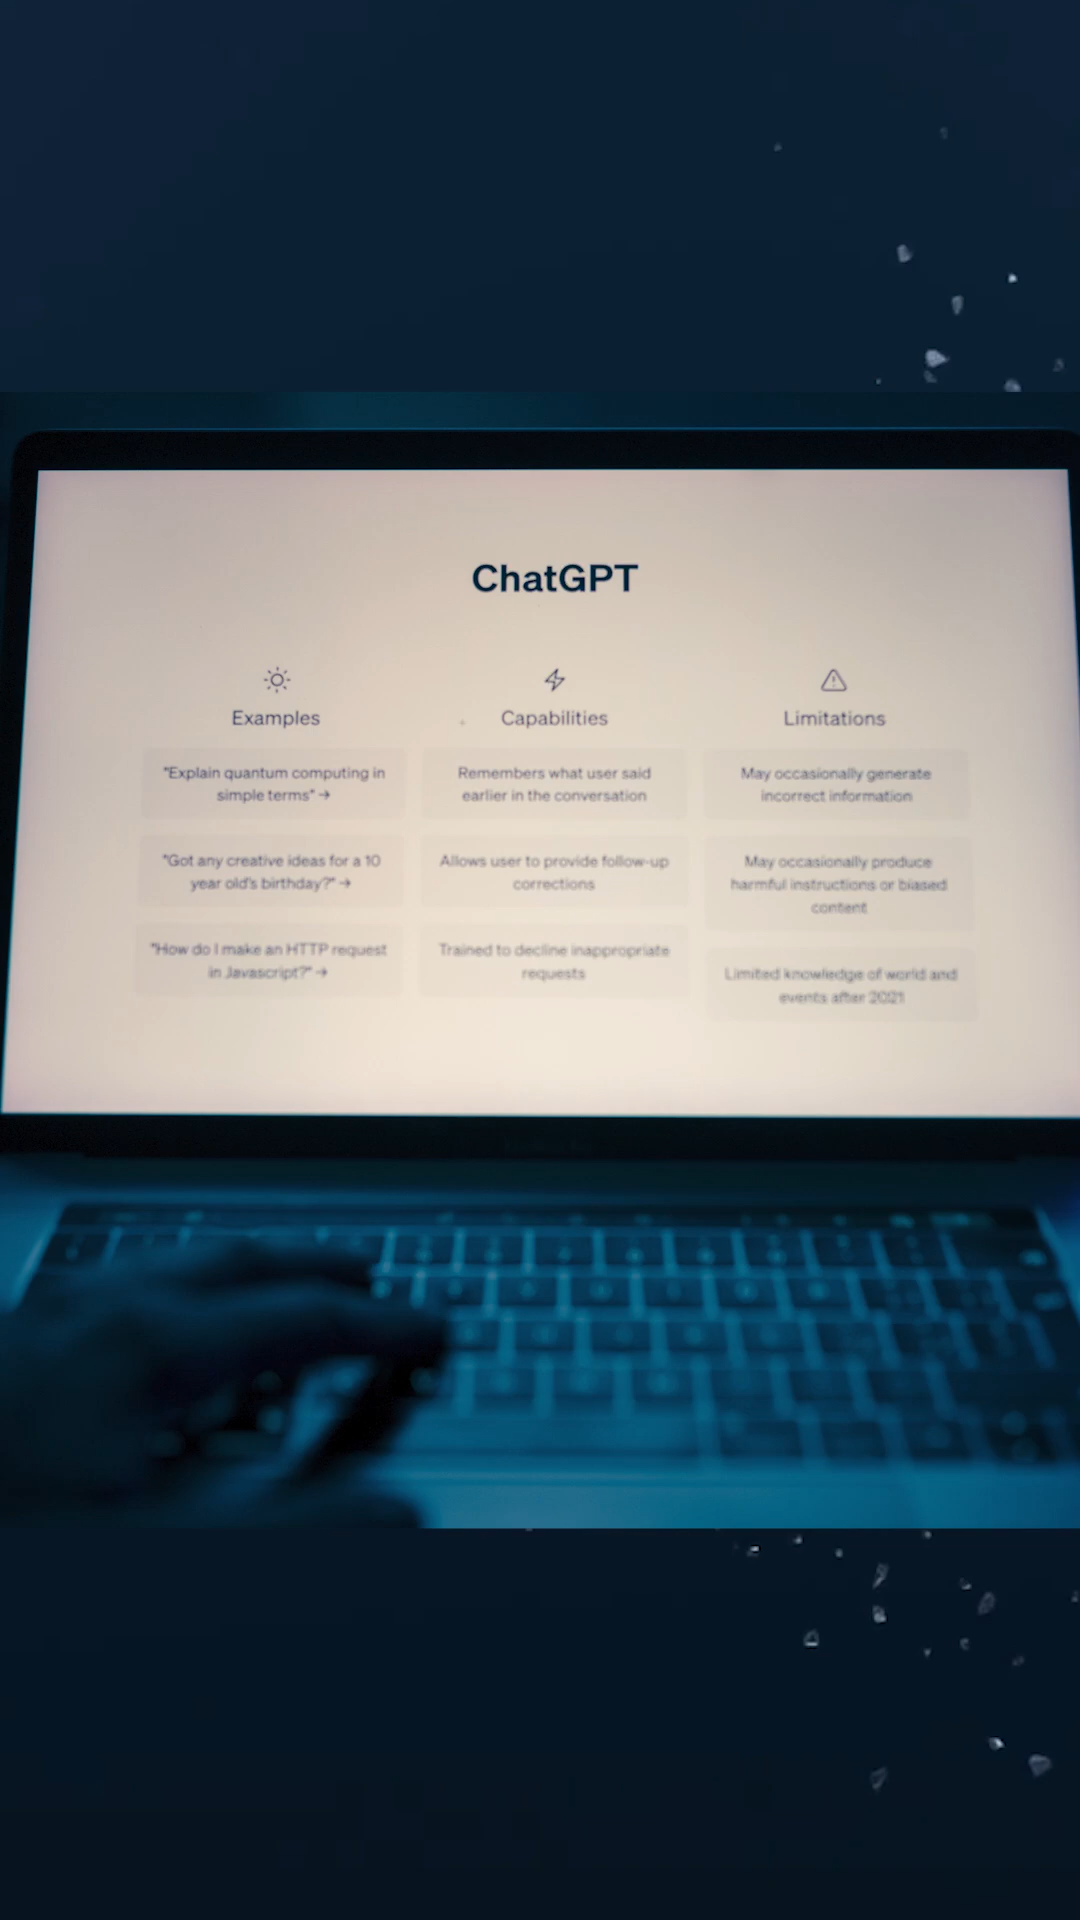 ChatGPT
Examples
"Explain quantum computing in
simple terms" →
"Got any creative ideas for a 10
year old's birthday?" →
"How do I make an HTTP request
in Javascript?" →
Capabilities
Remembers what user said
earlier in the conversation
Allows user to provide follow-up
corrections
Trained to decline inappropriate
requests
Limitations
May occasionally generate
incorrect information
May occasionally produce
harmful instructions or biased
content
Limited knowledge of world and
events after 2021